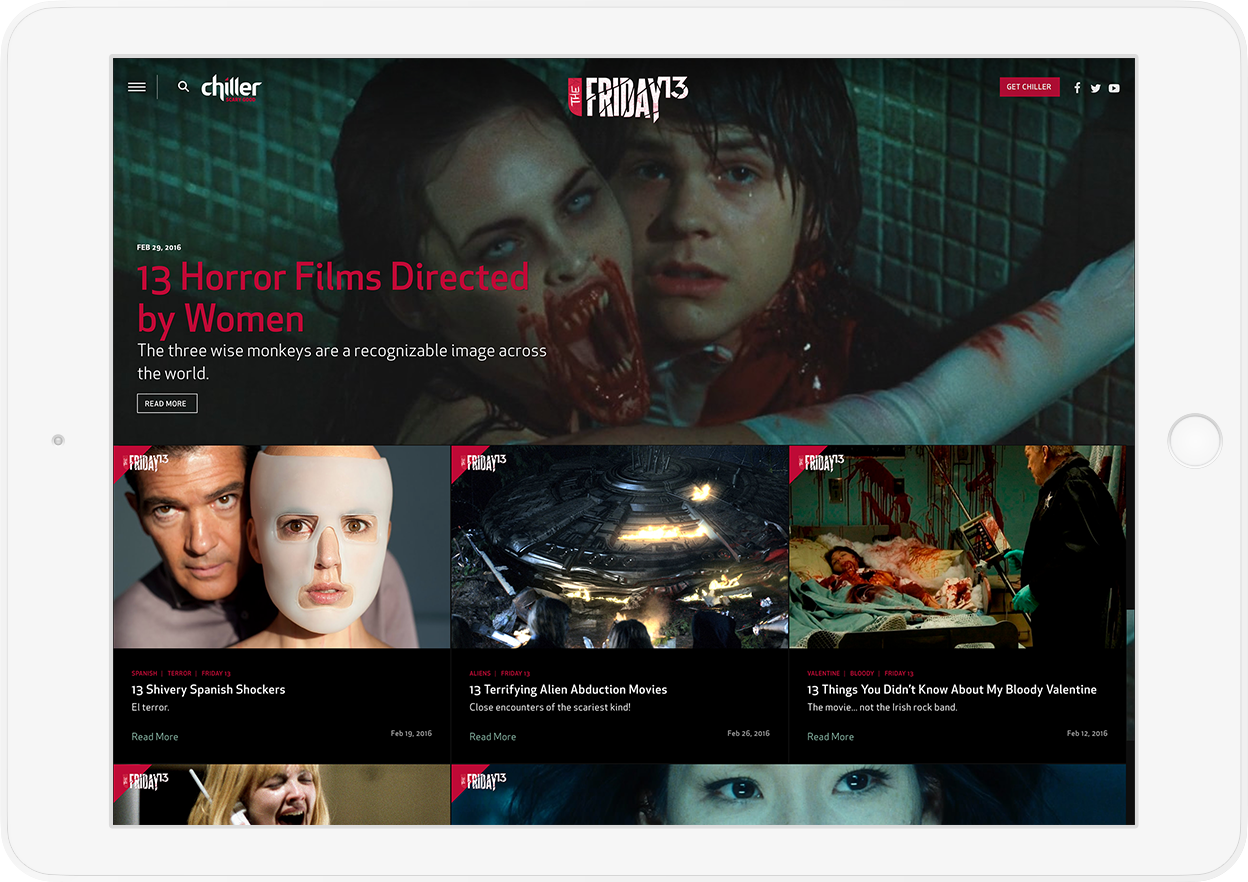 chiller
THE FRIDAY 13
GET CHILLER
FEB 29, 2016
13 Horror Films Directed
by Women
The three wise monkeys are a recognizable image across
the world.
READ MORE
THE FRIDAY 13
THE FRIDAY 13
THE FRIDAY 13
SPANISH | TERROR | FRIDAY 13
13 Shivery Spanish Shockers
El terror.
Read More
Feb 19, 2016
ALIENS | FRIDAY 13
13 Terrifying Alien Abduction Movies
Close encounters of the scariest kind!
Read More
Feb 26, 2016
VALENTINE | BLOODY | FRIDAY 13
13 Things You Didn't Know About My Bloody Valentine
The movie... not the Irish rock band.
Read More
Feb 12, 2016
THE FRIDAY 13
THE FRIDAY 13